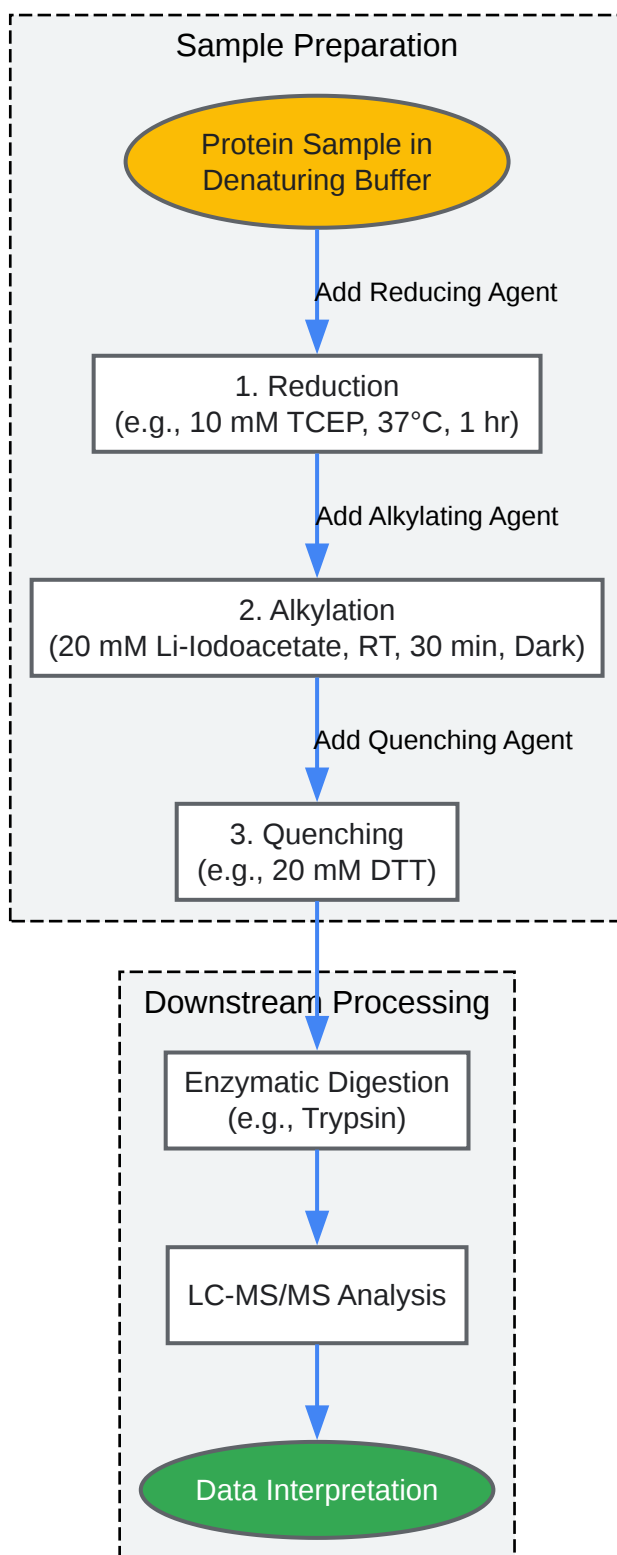 Sample Preparation
Protein Sample in
Denaturing Buffer
Add Reducing Agent
1. Reduction
(e.g., 10 mM TCEP, 37°C, 1 hr)
Add Alkylating Agent
2. Alkylation
(20 mM Li-Iodoacetate, RT, 30 min, Dark)
Add Quenching Agent
3. Quenching
(e.g., 20 mM DTT)
Downstream Processing
Enzymatic Digestion
(e.g., Trypsin)
LC-MS/MS Analysis
Data Interpretation